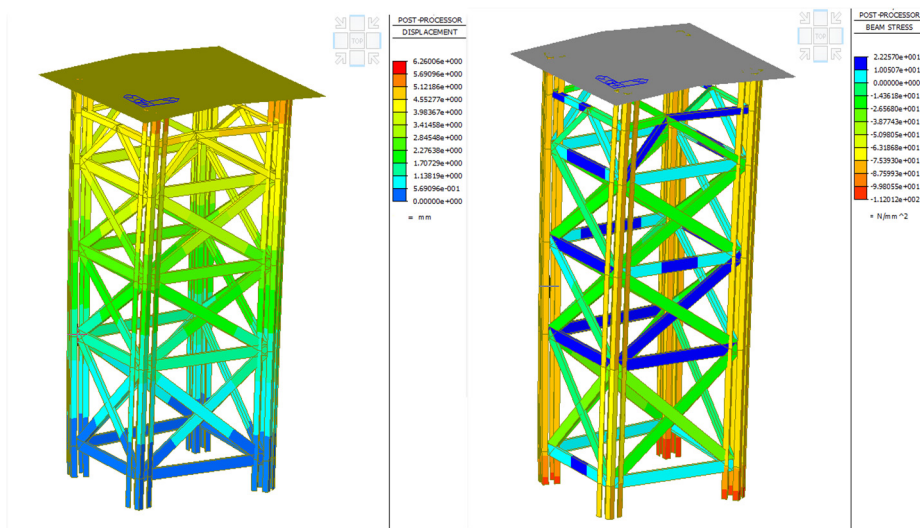 TOP
POST-PROCESSOR
DISPLACEMENT
6.26006e+000
5.69096e+000
5.12186e+000
4.55277e+000
3.98367e+000
3.41458e+000
2.84548e+000
2.27638e+000
1.70729e+000
1.13819e+000
5.69096e-001
0.00000e+000
= mm
TOP
POST-PROCESSOR
BEAM STRESS
2.22570e+001
1.00507e+001
0.00000e+000
-1.43618e+001
-2.65680e+001
-3.87743e+001
-5.09805e+001
-6.31868e+001
-7.53930e+001
-8.75993e+001
-9.98055e+001
-1.12012e+002
* N/mm^2